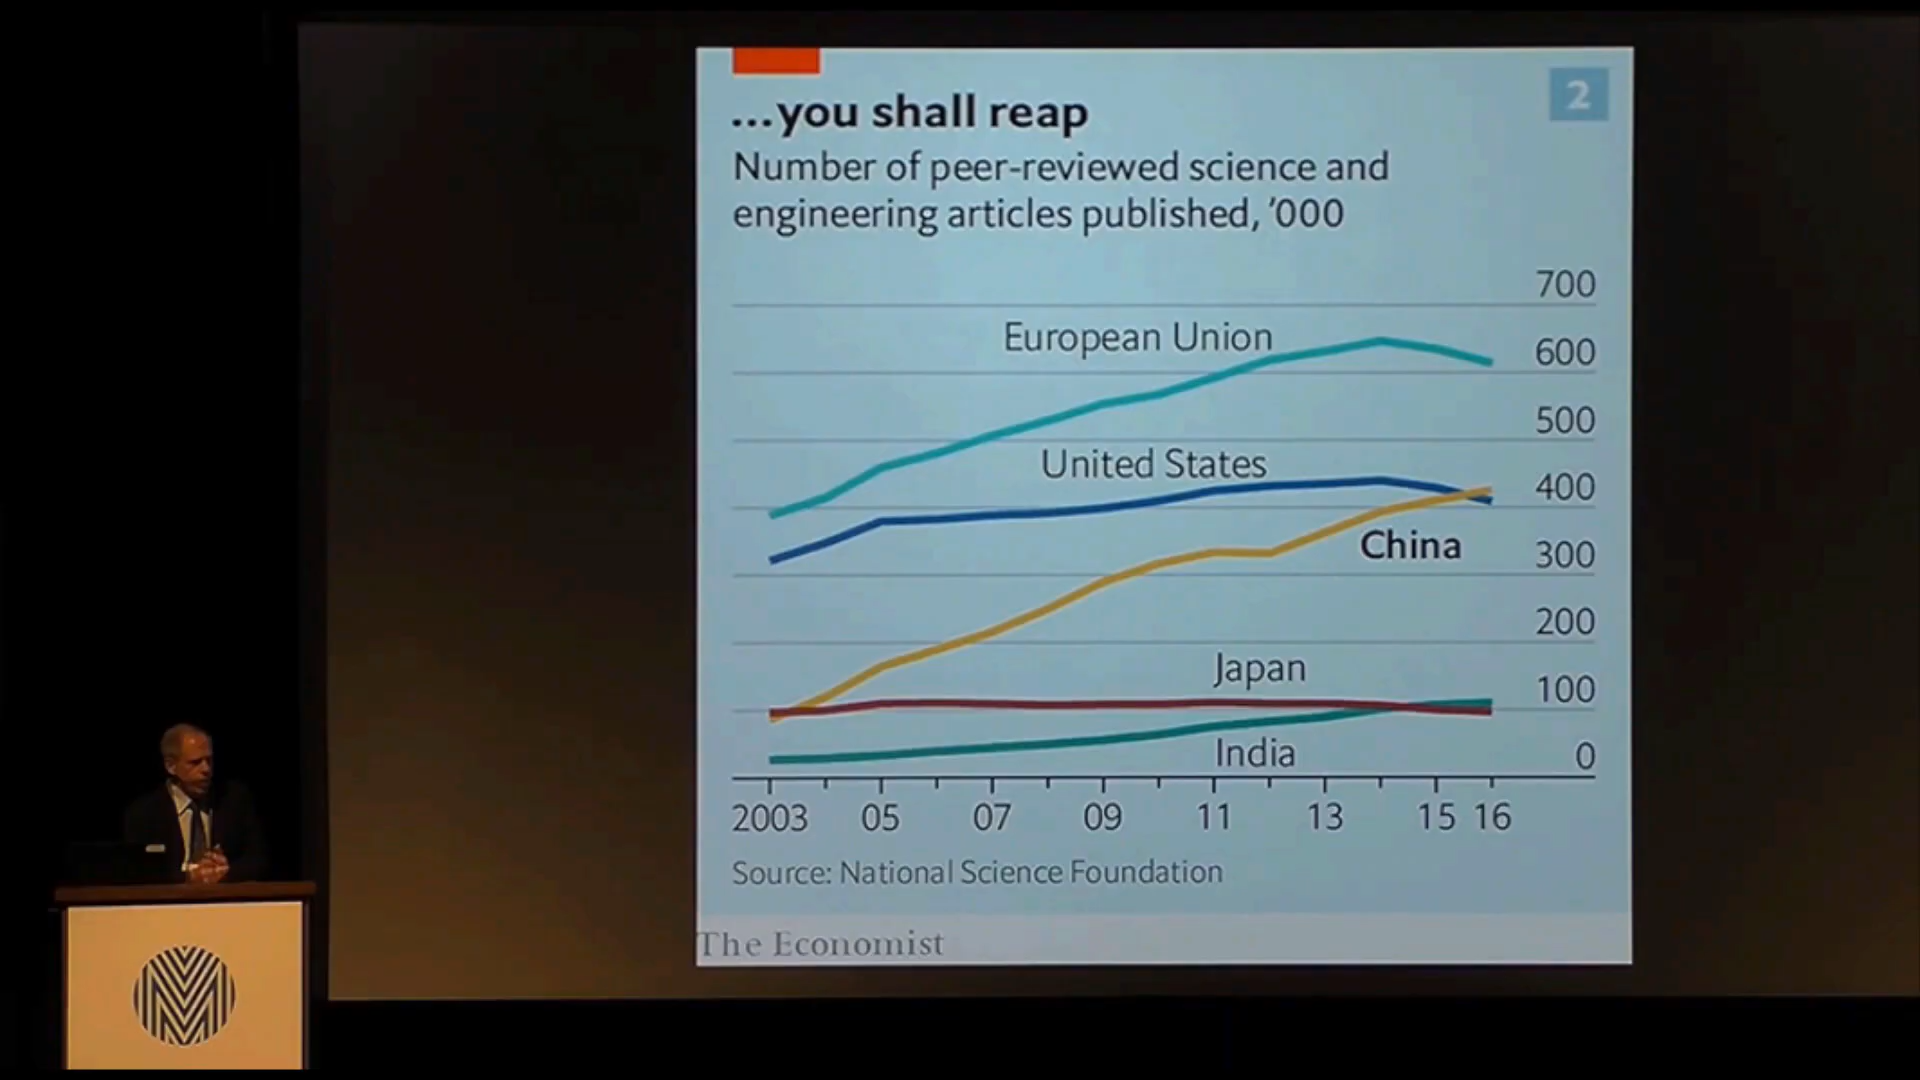 ...you shall reap
2
Number of peer-reviewed science and
engineering articles published, ’000
700
European Union
600
500
United States
400
China
300
200
Japan
100
India
0
2003 05 07 09 11 13 15 16
Source: National Science Foundation
The Economist